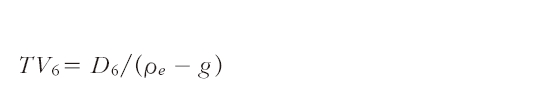 TV₆ = D₆/(ρₑ − g)